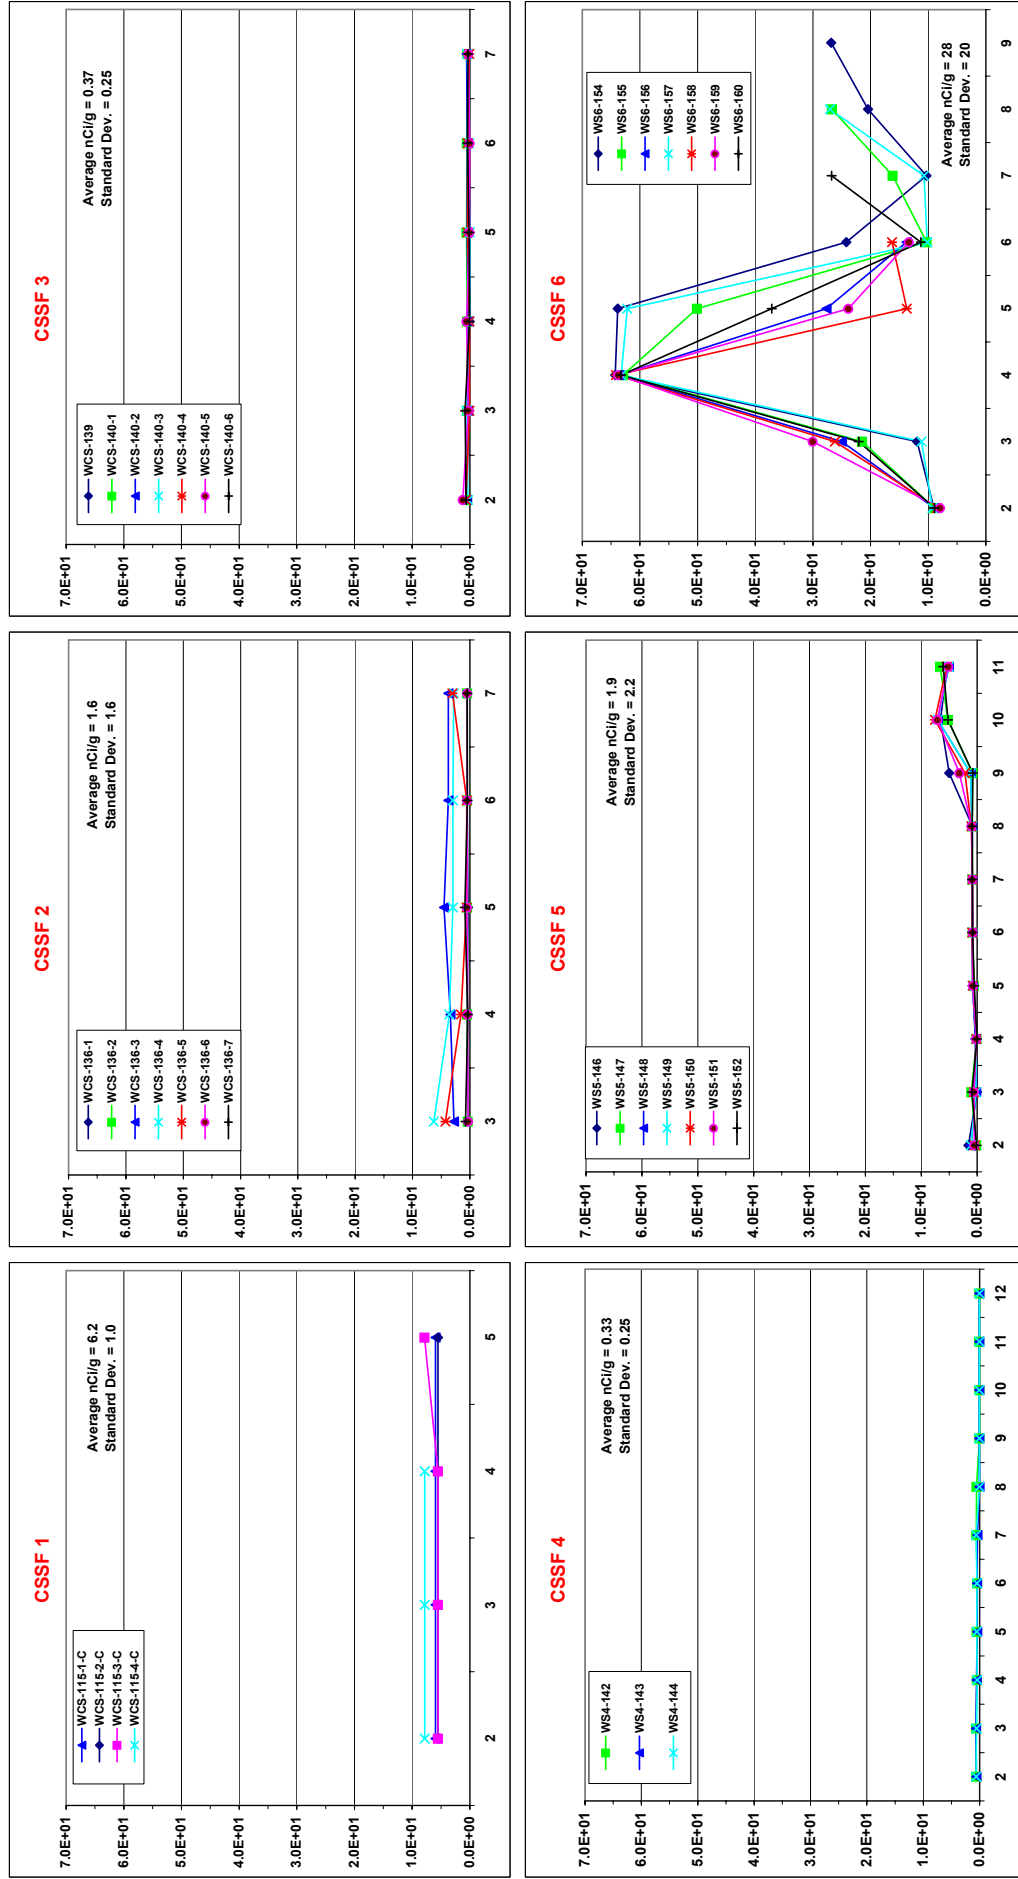 CSSF 1
7.0E+01
6.0E+01
5.0E+01
4.0E+01
3.0E+01
2.0E+01
1.0E+01
0.0E+00
WCS-115-1-C
WCS-115-2-C
WCS-115-3-C
WCS-115-4-C
Average nCi/g = 6.2
Standard Dev. = 1.0
2 3 4 5
CSSF 2
7.0E+01
6.0E+01
5.0E+01
4.0E+01
3.0E+01
2.0E+01
1.0E+01
0.0E+00
WCS-136-1
WCS-136-2
WCS-136-3
WCS-136-4
WCS-136-5
WCS-136-6
WCS-136-7
Average nCi/g = 1.6
Standard Dev. = 1.6
3 4 5 6 7
CSSF 3
7.0E+01
6.0E+01
5.0E+01
4.0E+01
3.0E+01
2.0E+01
1.0E+01
0.0E+00
WCS-139
WCS-140-1
WCS-140-2
WCS-140-3
WCS-140-4
WCS-140-5
WCS-140-6
Average nCi/g = 0.37
Standard Dev. = 0.25
2 3 4 5 6 7
CSSF 4
7.0E+01
6.0E+01
5.0E+01
4.0E+01
3.0E+01
2.0E+01
1.0E+01
0.0E+00
WS4-142
WS4-143
WS4-144
Average nCi/g = 0.33
Standard Dev. = 0.25
2 3 4 5 6 7 8 9 10 11 12
CSSF 5
7.0E+01
6.0E+01
5.0E+01
4.0E+01
3.0E+01
2.0E+01
1.0E+01
0.0E+00
WS5-146
WS5-147
WS5-148
WS5-149
WS5-150
WS5-151
WS5-152
Average nCi/g = 1.9
Standard Dev. = 2.2
2 3 4 5 6 7 8 9 10 11
CSSF 6
7.0E+01
6.0E+01
5.0E+01
4.0E+01
3.0E+01
2.0E+01
1.0E+01
0.0E+00
WS6-154
WS6-155
WS6-156
WS6-157
WS6-158
WS6-159
WS6-160
Average nCi/g = 28
Standard Dev. = 20
2 3 4 5 6 7 8 9